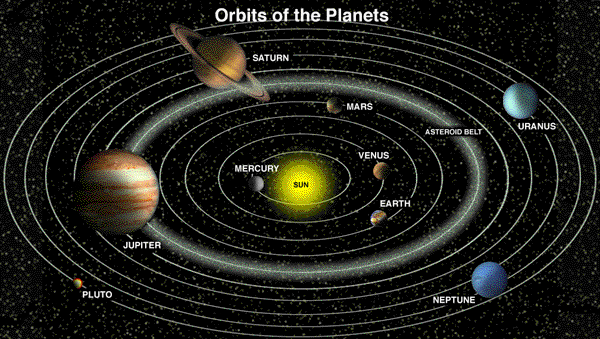 Orbits of the Planets
SATURN
MARS
URANUS
ASTEROID BELT
VENUS
MERCURY
SUN
EARTH
JUPITER
PLUTO
NEPTUNE